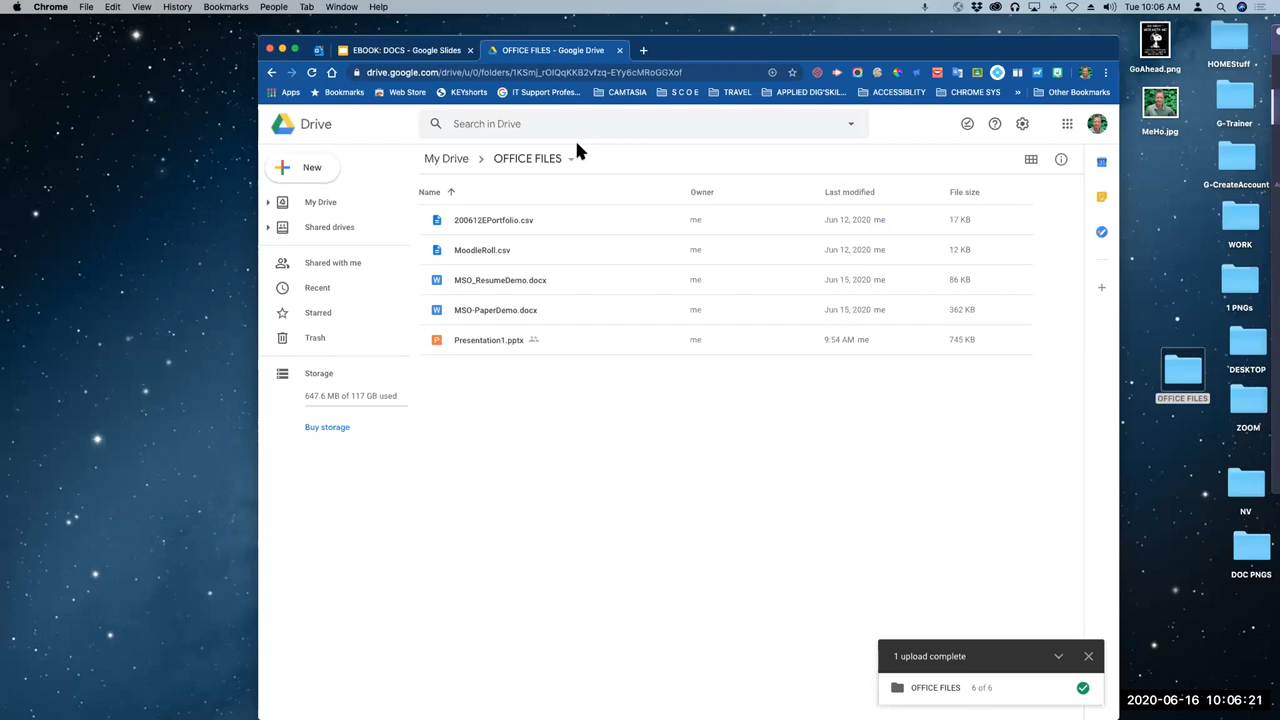 Chrome File Edit View History Bookmarks People Tab Window Help Tue 10:06 AM
EBOOK: DOCS - Google Slides × OFFICE FILES - Google Drive × +
drive.google.com/drive/u/0/folders/1KSmj_rOIQqKKB2vfzq-EYy6cMRoGGXof
Apps Bookmarks Web Store KEYshorts IT Support Profes... CAMTASIA S C O E TRAVEL APPLIED DIG'SKIL... ACCESSIBLITY CHROME SYS » Other Bookmarks
Drive Search in Drive
New My Drive > OFFICE FILES
Name Owner Last modified File size
My Drive
Shared drives
Shared with me
Recent
Starred
Trash
Storage
647.6 MB of 117 GB used
Buy storage
200612EPortfolio.csv me Jun 12, 2020 me 17 KB
MoodleRoll.csv me Jun 12, 2020 me 12 KB
MSO_ResumeDemo.docx me Jun 15, 2020 me 86 KB
MSO-PaperDemo.docx me Jun 15, 2020 me 362 KB
Presentation1.pptx me 9:54 AM me 745 KB
1 upload complete
OFFICE FILES 6 of 6
GoAhead.png
MeHo.jpg
OFFICE FILES
HOMEStuff
G-Trainer
G-CreateAccount
WORK
1 PNGs
DESKTOP
ZOOM
NV
DOC PNGS
2020-06-16 10:06:21